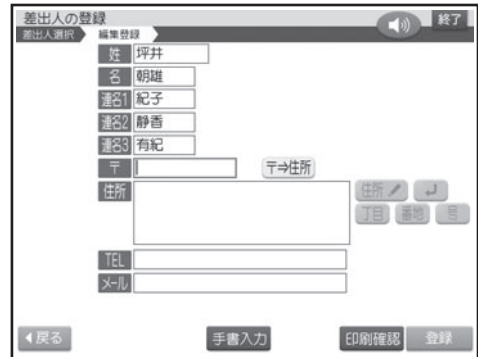 差出人の登録
終了
差出人選択 編集登録
姓 坪井
名 朝雄
連名1 紀子
連名2 静香
連名3 有紀
〒 〒⇒住所
住所 住所
丁目 番地 号
TEL
メール
戻る 手書入力 印刷確認 登録